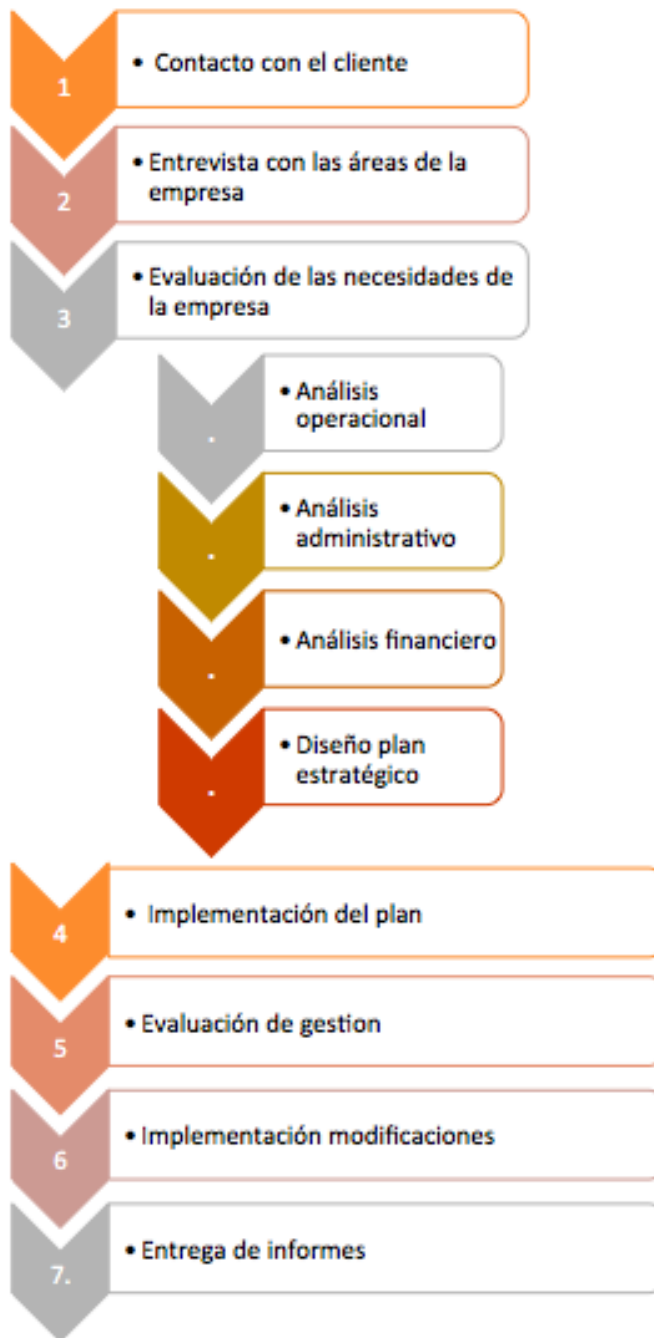 1
• Contacto con el cliente
2
• Entrevista con las áreas de la
empresa
3
• Evaluación de las necesidades de
la empresa
.
• Análisis
operacional
.
• Análisis
administrativo
.
• Análisis financiero
.
• Diseño plan
estratégico
4
• Implementación del plan
5
• Evaluación de gestion
6
• Implementación modificaciones
7.
• Entrega de informes